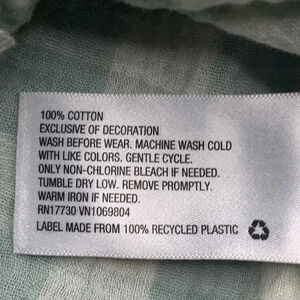 100% COTTON
EXCLUSIVE OF DECORATION
WASH BEFORE WEAR. MACHINE WASH COLD
WITH LIKE COLORS. GENTLE CYCLE.
ONLY NON-CHLORINE BLEACH IF NEEDED.
TUMBLE DRY LOW. REMOVE PROMPTLY.
WARM IRON IF NEEDED.
RN17730 VN1069804
LABEL MADE FROM 100% RECYCLED PLASTIC